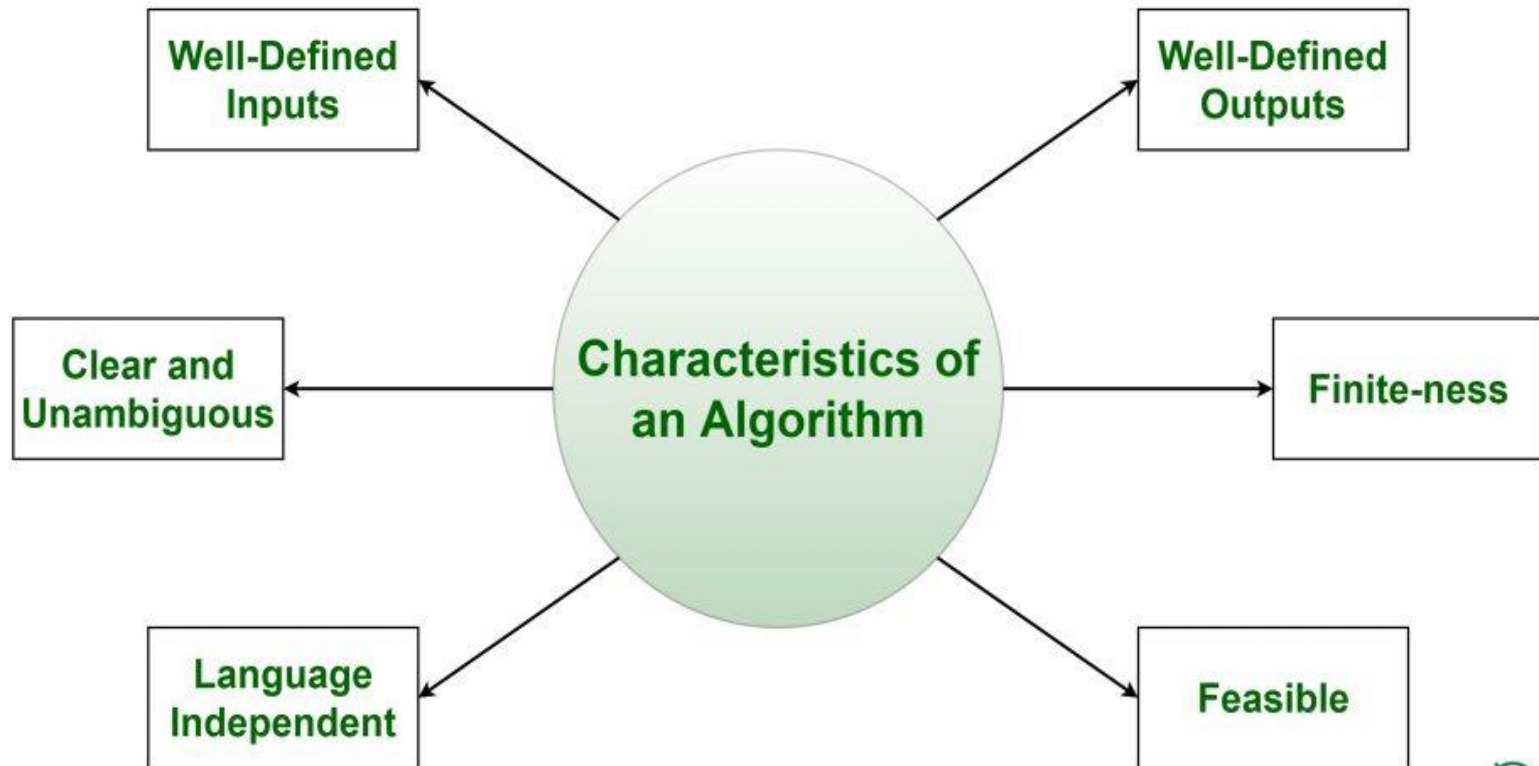 Well-Defined
Inputs
Well-Defined
Outputs
Clear and
Unambiguous
Characteristics of
an Algorithm
Finite-ness
Language
Independent
Feasible